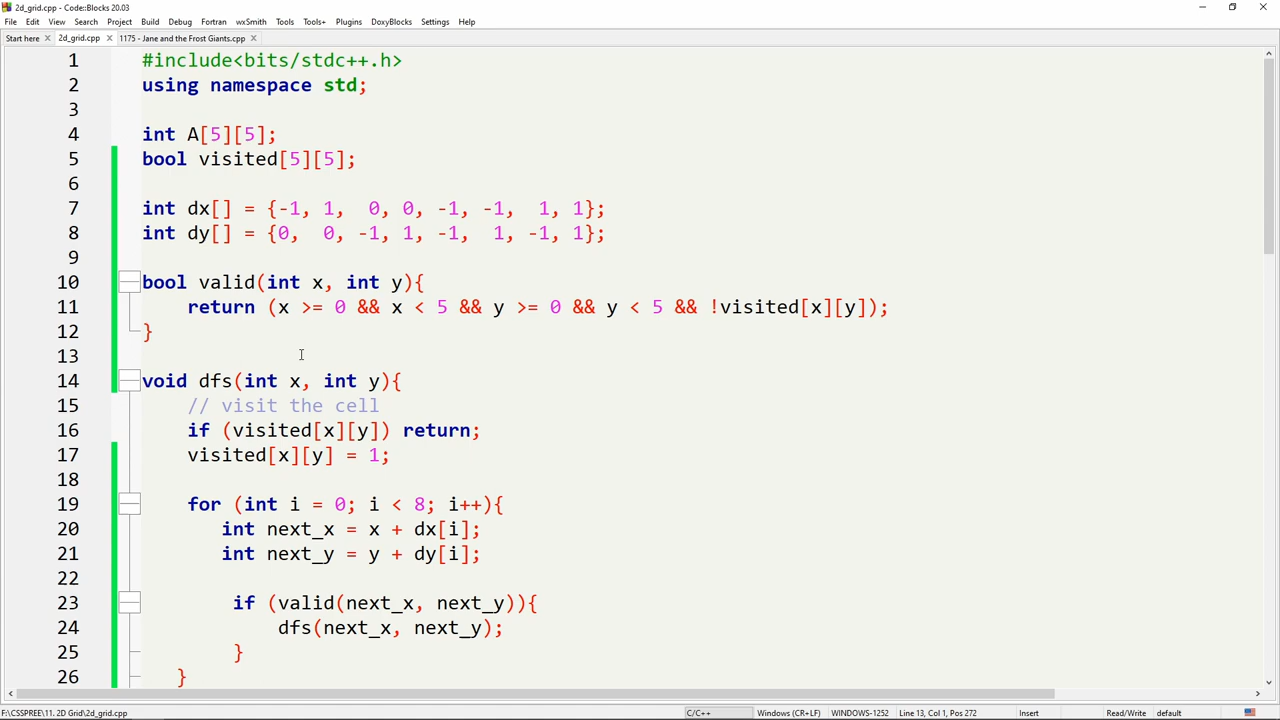 2d_grid.cpp - Code::Blocks 20.03
File Edit View Search Project Build Debug Fortran wxSmith Tools Tools+ Plugins DoxyBlocks Settings Help
Start here 2d_grid.cpp 1175 - Jane and the Frost Giants.cpp
1 #include<bits/stdc++.h>
2 using namespace std;
3
4 int A[5][5];
5 bool visited[5][5];
6
7 int dx[] = {-1, 1, 0, 0, -1, -1, 1, 1};
8 int dy[] = {0, 0, -1, 1, -1, 1, -1, 1};
9
10 bool valid(int x, int y){
11 return (x >= 0 && x < 5 && y >= 0 && y < 5 && !visited[x][y]);
12 }
13
14 void dfs(int x, int y){
15 // visit the cell
16 if (visited[x][y]) return;
17 visited[x][y] = 1;
18
19 for (int i = 0; i < 8; i++){
20 int next_x = x + dx[i];
21 int next_y = y + dy[i];
22
23 if (valid(next_x, next_y)){
24 dfs(next_x, next_y);
25 }
26 }
F:\CSSPREE\11. 2D Grid\2d_grid.cpp C/C++ Windows (CR+LF) WINDOWS-1252 Line 13, Col 1, Pos 272 Insert Read/Write default